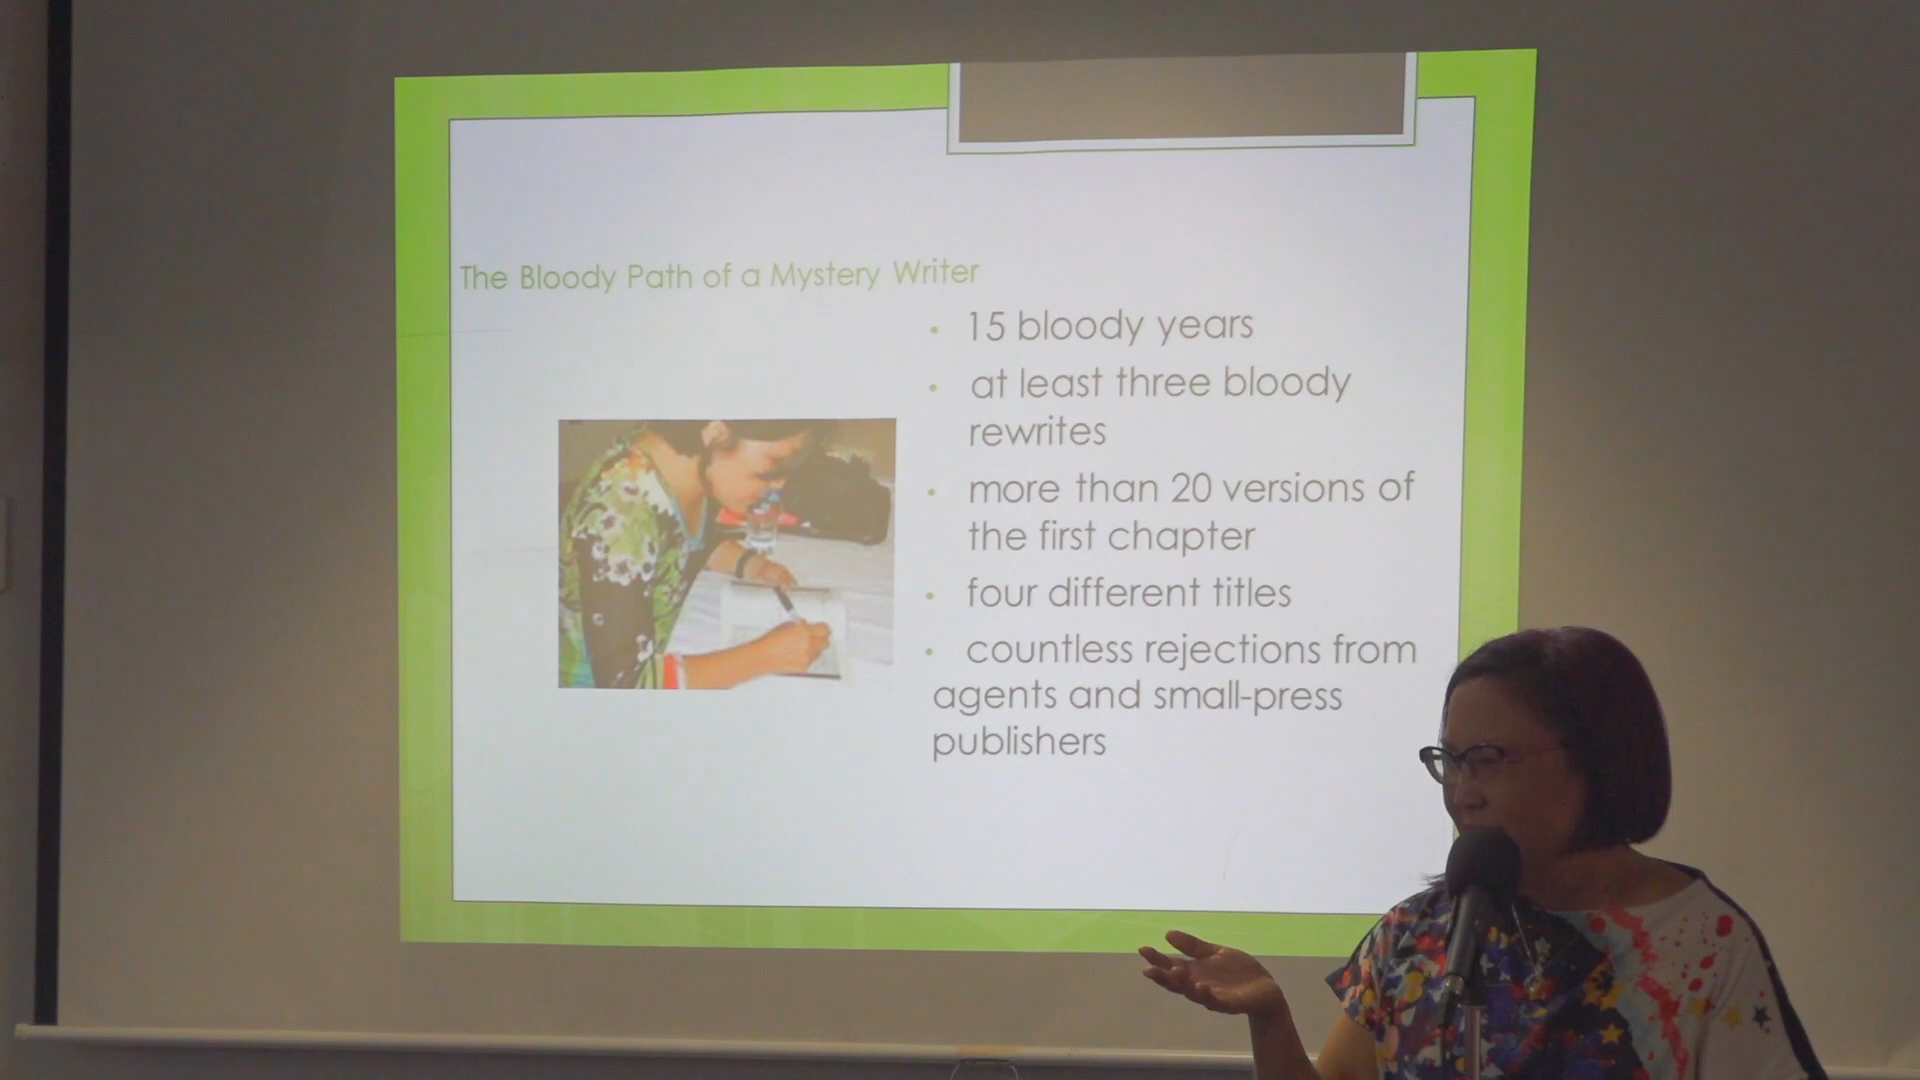 The Bloody Path of a Mystery Writer
• 15 bloody years
• at least three bloody
rewrites
• more than 20 versions of
the first chapter
• four different titles
• countless rejections from
agents and small-press
publishers